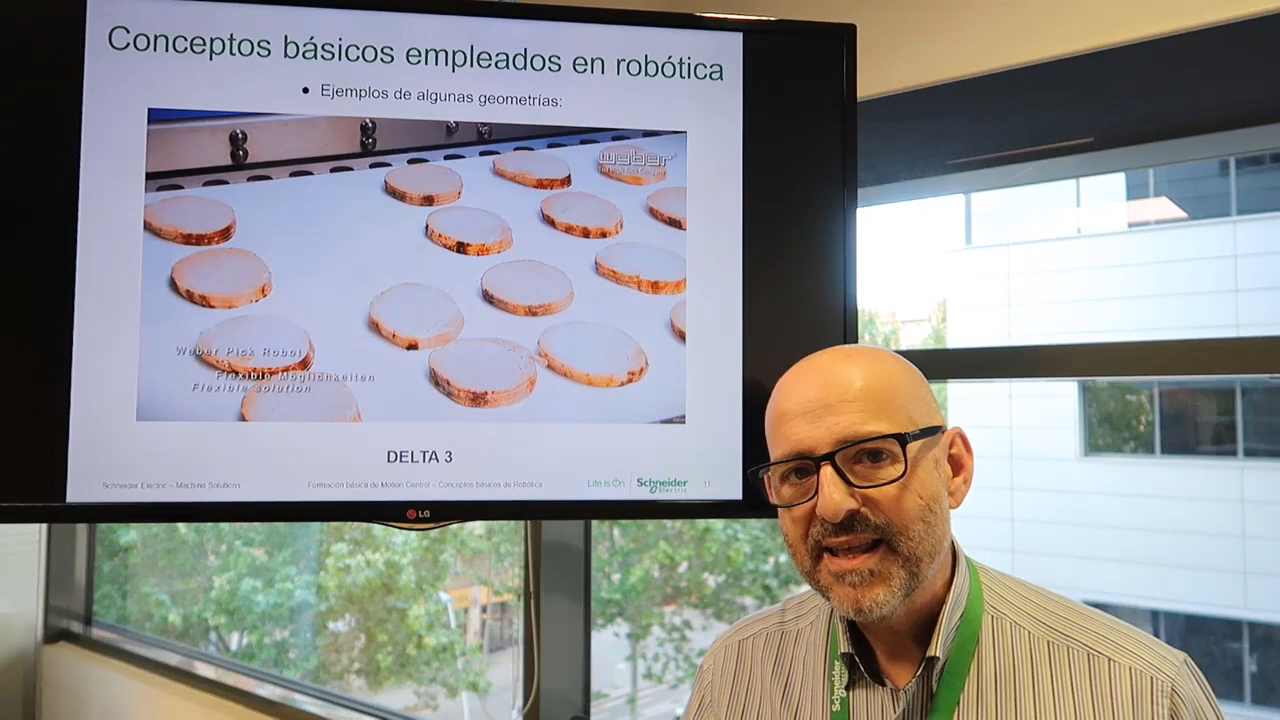 Conceptos básicos empleados en robótica
• Ejemplos de algunas geometrías:
weber
Weber Pick Robot
Flexible Möglichkeiten
Flexible solution
DELTA 3
Schneider Electric – Machine Solutions
Formación básica de Motion Control – Conceptos básicos de Robótica
Life Is On
Schneider
Electric
11
LG
Schneider